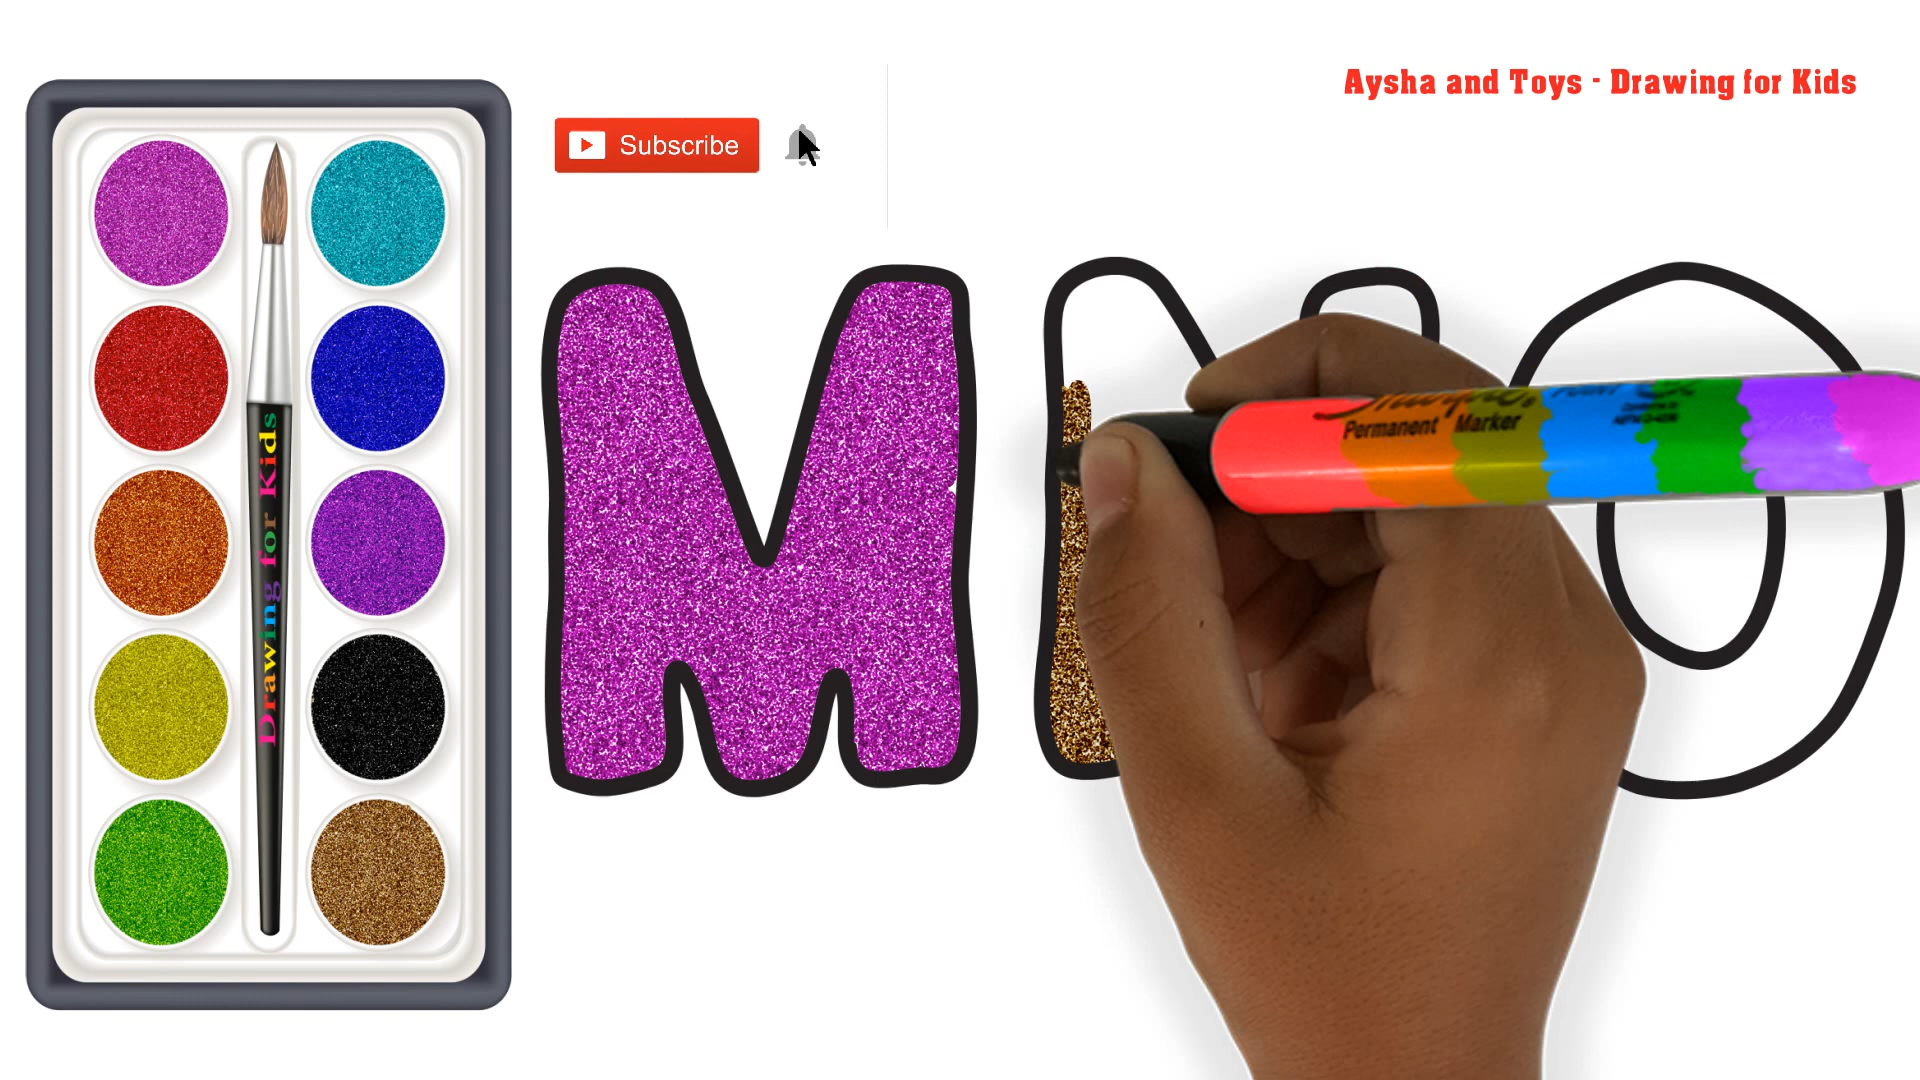 Aysha and Toys - Drawing for Kids
Subscribe
M
O
Permanent Marker
Drawing for Kids